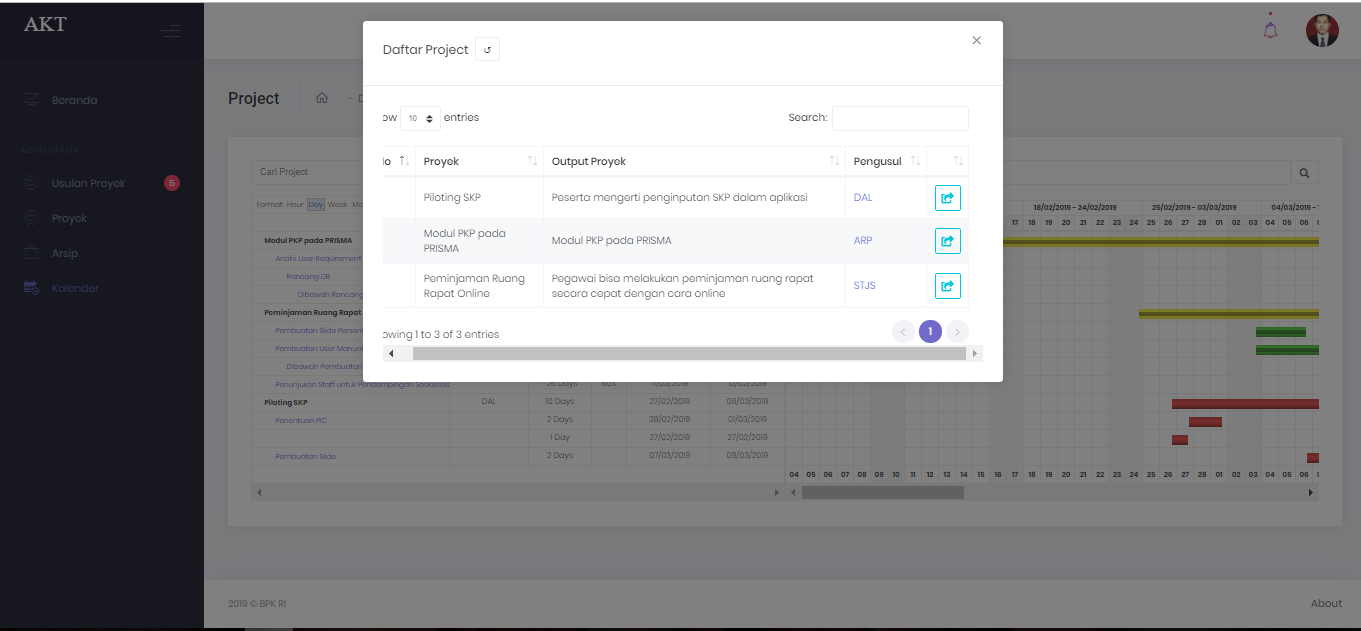 AKT
Beranda
MENU UTAMA
Usulan Proyek 5
Proyek
Arsip
Kalender
Project
Daftar Project
10 entries
Search:
Proyek Output Proyek Pengusul
Piloting SKP Peserta mengerti penginputan SKP dalam aplikasi DAL
Modul PKP pada
PRISMA
Modul PKP pada PRISMA ARP
Peminjaman Ruang
Rapat Online
Pegawai bisa melakukan peminjaman ruang rapat
secara cepat dengan cara online
STJS
owing 1 to 3 of 3 entries
1
Cari Project
Format: Hour Day Week
18/02/2019 - 24/02/2019 25/02/2019 - 03/03/2019 04/03/2019 -
17 18 19 20 21 22 23 24 25 26 27 28 01 02 03 04 05 06
Modul PKP pada PRISMA
Analis User Requirement
Rancang DB
Dibawah Rancang
Peminjaman Ruang Rapat
Pembuatan Slide Persent
Pembuatan User Manual
Dibawah Pembuatan
Penunjukan Staff untuk Pendampingan Sosialisas 26 Days 60% 11/03/2019 12/02/2019
Piloting SKP DAL 10 Days 27/02/2019 08/03/2019
Penentuan PIC 2 Days 28/02/2019 01/03/2019
1 Day 27/02/2019 27/02/2019
Pembuatan Slide 2 Days 07/03/2019 08/03/2019
04 05 06 07 08 09 10 11 12 13 14 15 16 17 18 19 20 21 22 23 24 25 26 27 28 01 02 03 04 05 06
2019 © BPK RI
About